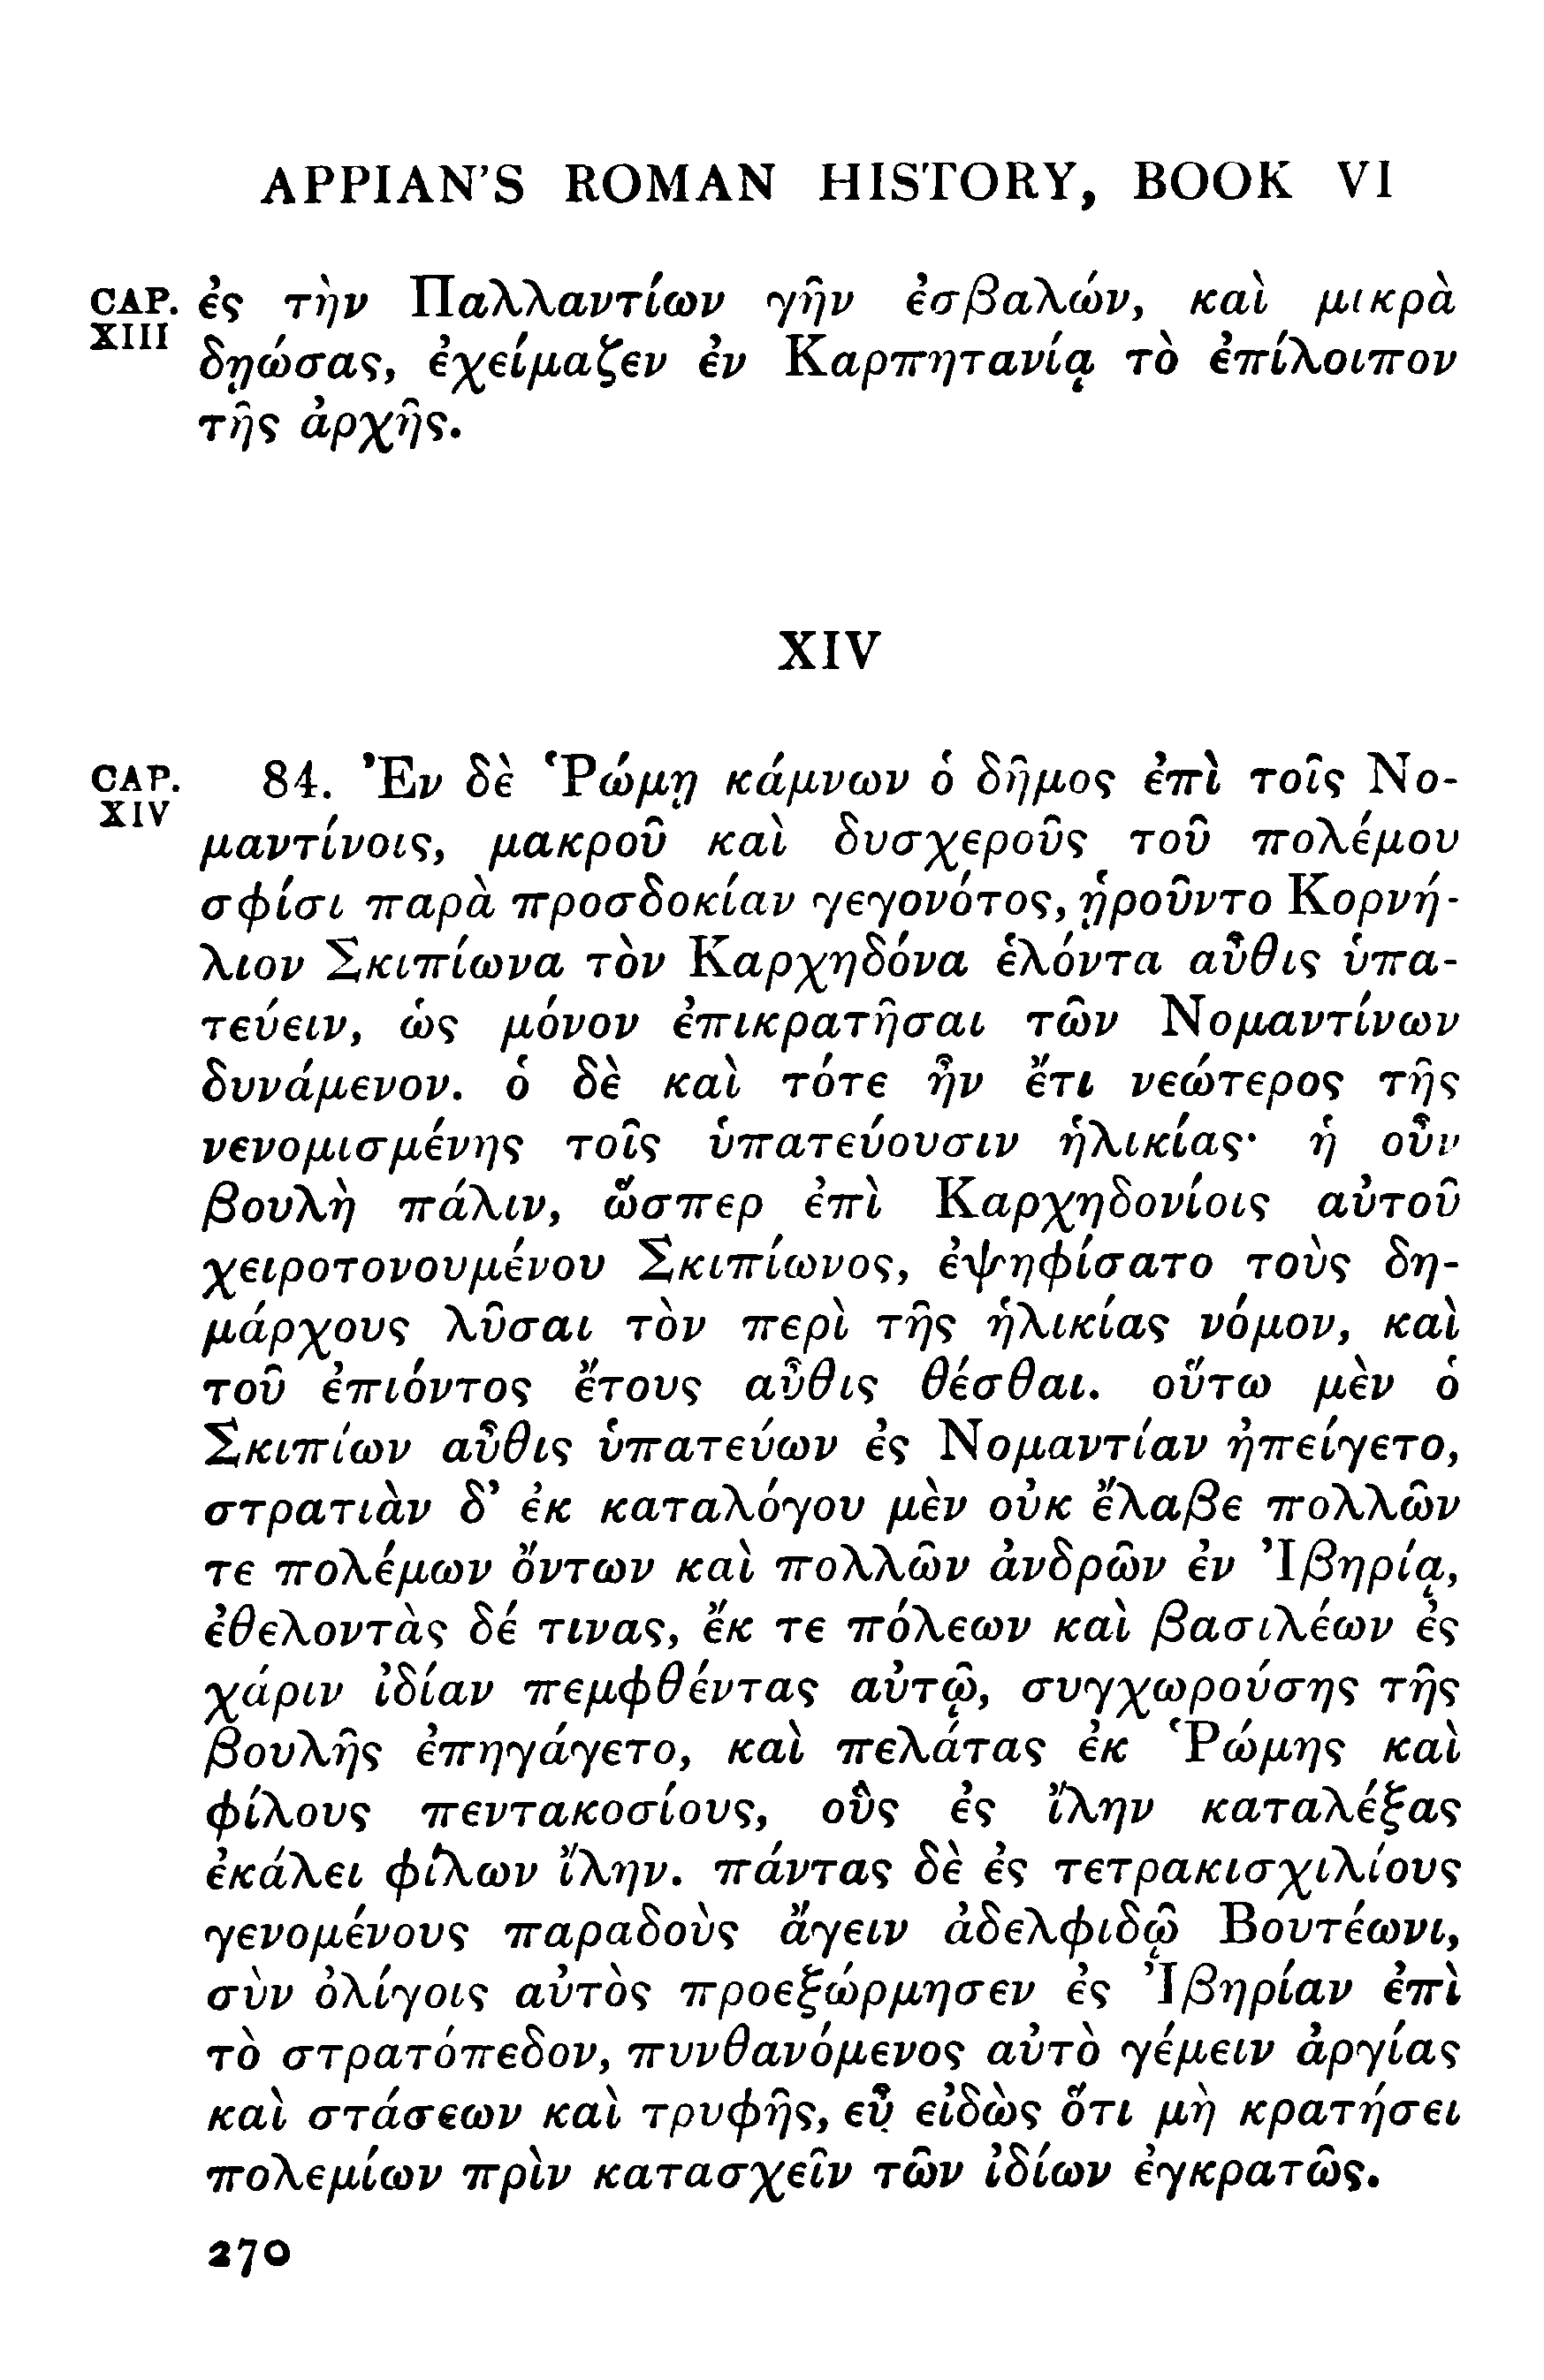 APPIAN'S ROMAN HISTORY, BOOK VI
CAP. XIII
ἐς τὴν Παλλαντίων γῆν ἐσβαλών, καὶ μικρὰ
δῃώσας, ἐχείμαζεν ἐν Καρπητανίᾳ τὸ ἐπίλοιπον
τῆς ἀρχῆς.
XIV
CAP. XIV
84. Ἐν δὲ Ῥώμῃ κάμνων ὁ δῆμος ἐπὶ τοῖς Νο-
μαντίνοις, μακροῦ καὶ δυσχεροῦς τοῦ πολέμου
σφίσι παρὰ προσδοκίαν γεγονότος, ᾑροῦντο Κορνή-
λιον Σκιπίωνα τὸν Καρχηδόνα ἑλόντα αὖθις ὑπα-
τεύειν, ὡς μόνον ἐπικρατῆσαι τῶν Νομαντίνων
δυνάμενον. ὁ δὲ καὶ τότε ἦν ἔτι νεώτερος τῆς
νενομισμένης τοῖς ὑπατεύουσιν ἡλικίας· ἡ οὖν
βουλὴ πάλιν, ὥσπερ ἐπὶ Καρχηδονίοις αὐτοῦ
χειροτονουμένου Σκιπίωνος, ἐψηφίσατο τοὺς δη-
μάρχους λῦσαι τὸν περὶ τῆς ἡλικίας νόμον, καὶ
τοῦ ἐπιόντος ἔτους αὖθις θέσθαι. οὕτω μὲν ὁ
Σκιπίων αὖθις ὑπατεύων ἐς Νομαντίαν ἠπείγετο,
στρατιὰν δ' ἐκ καταλόγου μὲν οὐκ ἔλαβε πολλῶν
τε πολέμων ὄντων καὶ πολλῶν ἀνδρῶν ἐν Ἰβηρίᾳ,
ἐθελοντὰς δέ τινας, ἔκ τε πόλεων καὶ βασιλέων ἐς
χάριν ἰδίαν πεμφθέντας αὐτῷ, συγχωρούσης τῆς
βουλῆς ἐπηγάγετο, καὶ πελάτας ἐκ Ῥώμης καὶ
φίλους πεντακοσίους, οὓς ἐς ἴλην καταλέξας
ἐκάλει φίλων ἴλην. πάντας δὲ ἐς τετρακισχιλίους
γενομένους παραδοὺς ἄγειν ἀδελφιδῷ Βουτέωνι,
σὺν ὀλίγοις αὐτὸς προεξώρμησεν ἐς Ἰβηρίαν ἐπὶ
τὸ στρατόπεδον, πυνθανόμενος αὐτὸ γέμειν ἀργίας
καὶ στάσεων καὶ τρυφῆς, εὖ εἰδὼς ὅτι μὴ κρατήσει
πολεμίων πρὶν κατασχεῖν τῶν ἰδίων ἐγκρατῶς.
270